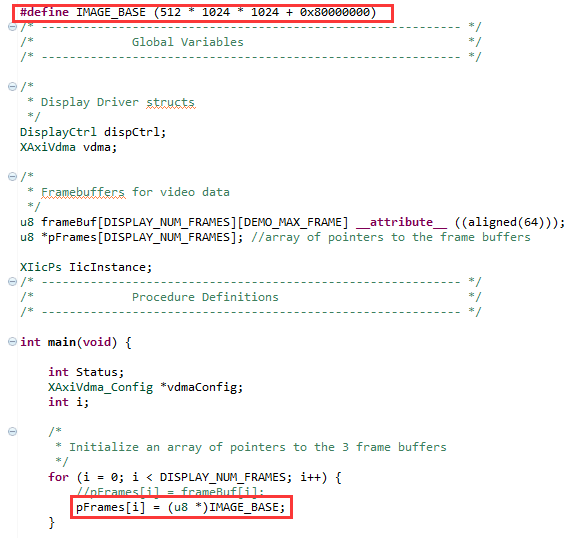 #define IMAGE_BASE (512 * 1024 * 1024 + 0x80000000)
/* ------------------------------------------------------------ */
/*              Global Variables                                */
/* ------------------------------------------------------------ */
/*
 * Display Driver structs
 */
DisplayCtrl dispCtrl;
XAxiVdma vdma;
/*
 * Framebuffers for video data
 */
u8 frameBuf[DISPLAY_NUM_FRAMES][DEMO_MAX_FRAME] __attribute__ ((aligned(64)));
u8 *pFrames[DISPLAY_NUM_FRAMES]; //array of pointers to the frame buffers
XIicPs IicInstance;
/* ------------------------------------------------------------ */
/*              Procedure Definitions                           */
/* ------------------------------------------------------------ */
int main(void) {
    int Status;
    XAxiVdma_Config *vdmaConfig;
    int i;
    /*
     * Initialize an array of pointers to the 3 frame buffers
     */
    for (i = 0; i < DISPLAY_NUM_FRAMES; i++) {
        //pFrames[i] = frameBuf[i];
        pFrames[i] = (u8 *)IMAGE_BASE;
    }